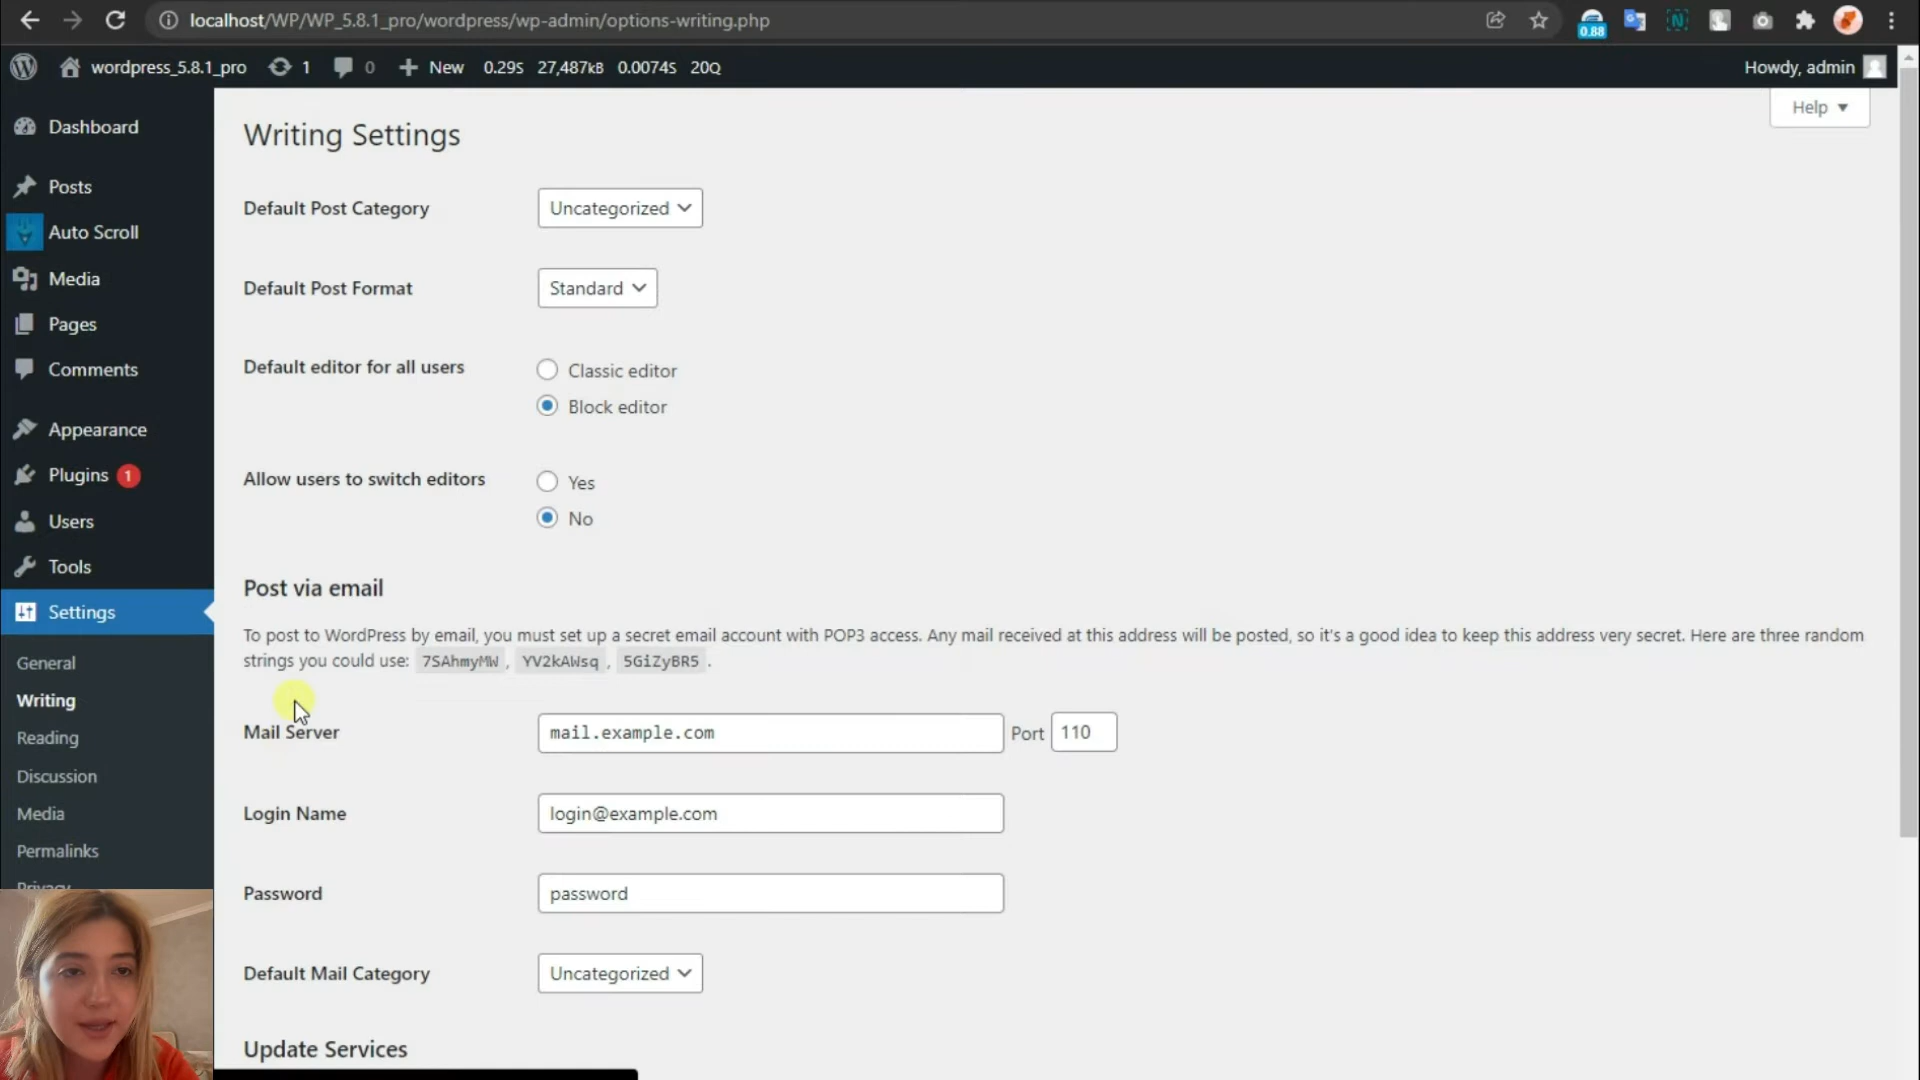 localhost/WP/WP_5.8.1_pro/wordpress/wp-admin/options-writing.php
0.88
wordpress_5.8.1_pro 1 0 New 0.29S 27,487kB 0.0074S 20Q
Howdy, admin
Help
Dashboard
Posts
Auto Scroll
Media
Pages
Comments
Appearance
Plugins 1
Users
Tools
Settings
General
Writing
Reading
Discussion
Media
Permalinks
Privacy
Writing Settings
Default Post Category Uncategorized
Default Post Format Standard
Default editor for all users Classic editor
Block editor
Allow users to switch editors Yes
No
Post via email
To post to WordPress by email, you must set up a secret email account with POP3 access. Any mail received at this address will be posted, so it's a good idea to keep this address very secret. Here are three random
strings you could use: 7SAhmyMW, YV2kAWsq, 5GiZyBR5.
Mail Server mail.example.com Port 110
Login Name login@example.com
Password password
Default Mail Category Uncategorized
Update Services